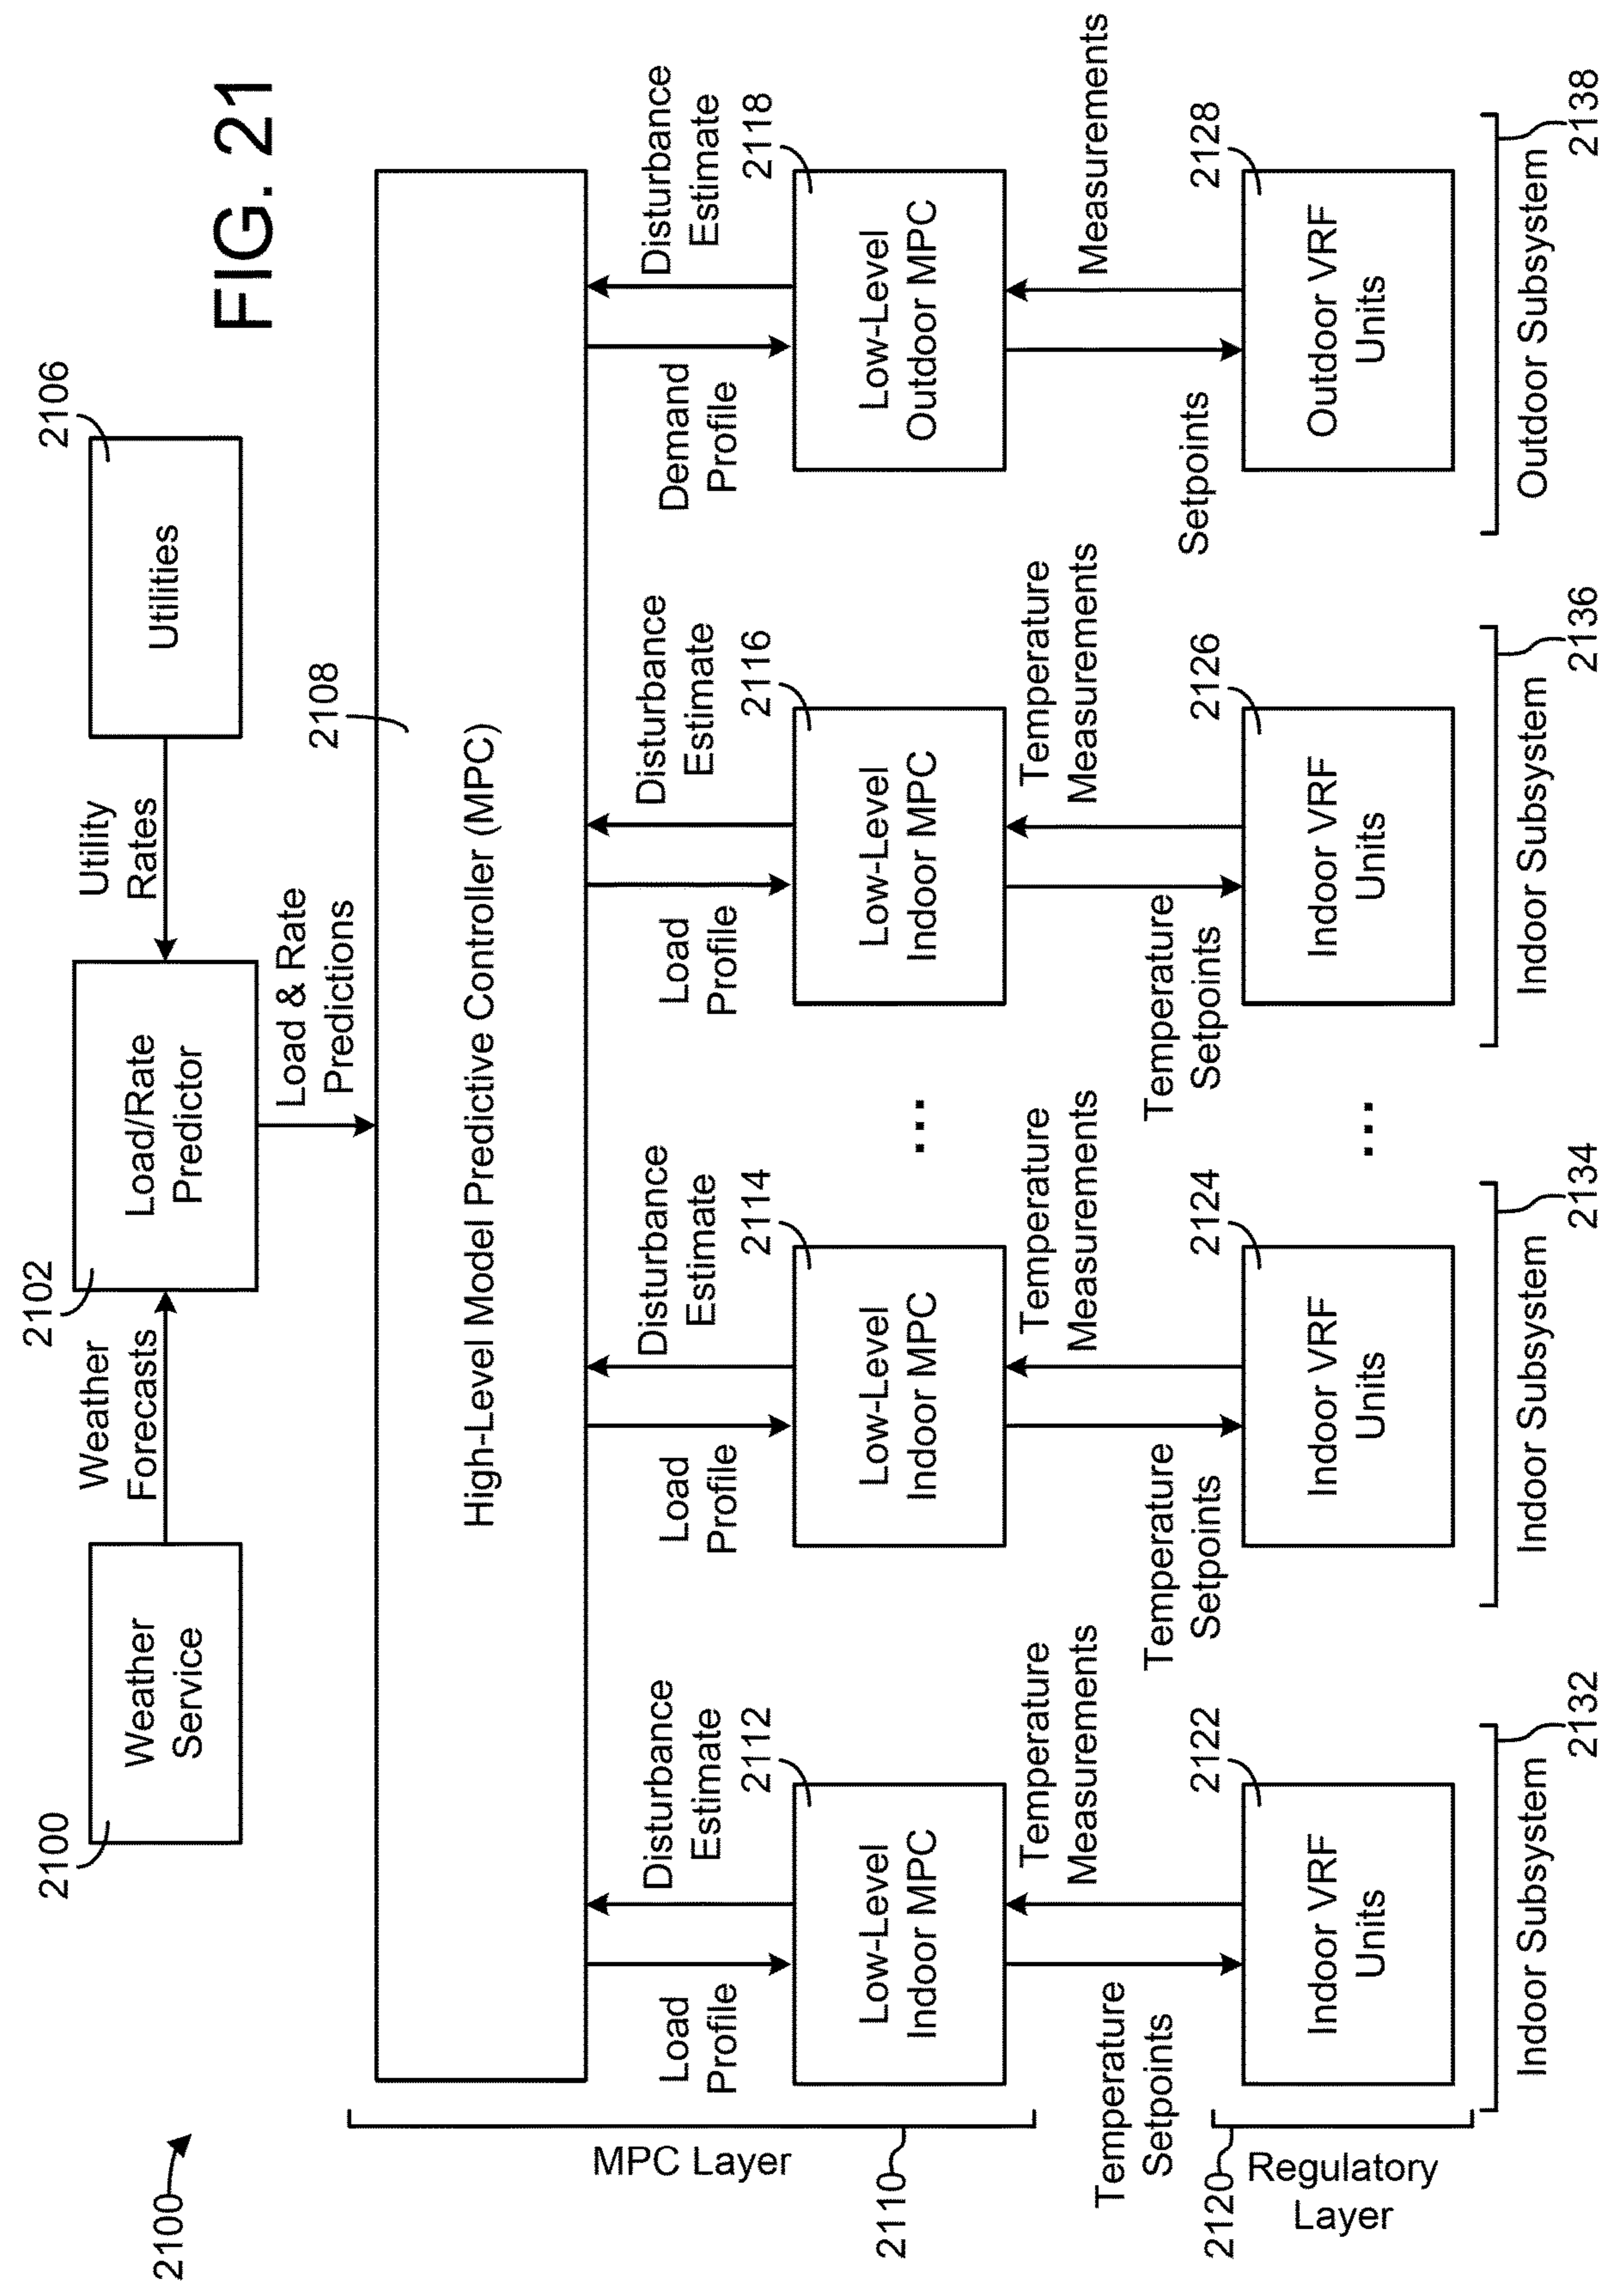 FIG. 21
2100
2100
Weather
Service
Weather
Forecasts
2102
Load/Rate
Predictor
Utility
Rates
2106
Utilities
Load & Rate
Predictions
2108
High-Level Model Predictive Controller (MPC)
MPC Layer
2110
Load
Profile
Disturbance
Estimate
Load
Profile
Disturbance
Estimate
Load
Profile
Disturbance
Estimate
Demand
Profile
Disturbance
Estimate
2112
Low-Level
Indoor MPC
2114
Low-Level
Indoor MPC
...
2116
Low-Level
Indoor MPC
2118
Low-Level
Outdoor MPC
Temperature
Setpoints
Temperature
Measurements
Temperature
Setpoints
Temperature
Measurements
Temperature
Setpoints
Temperature
Measurements
Setpoints
Measurements
2120
Regulatory
Layer
2122
Indoor VRF
Units
2124
Indoor VRF
Units
...
2126
Indoor VRF
Units
2128
Outdoor VRF
Units
Indoor Subsystem
2132
Indoor Subsystem
2134
Indoor Subsystem
2136
Outdoor Subsystem
2138